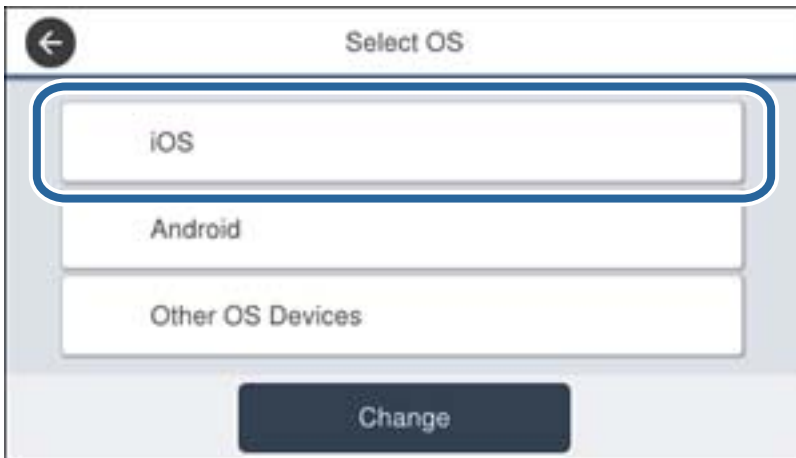 Select OS
iOS
Android
Other OS Devices
Change